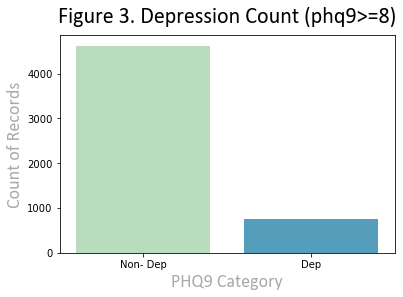 Figure 3. Depression Count (phq9>=8)
Count of Records
4000
3000
2000
1000
0
Non- Dep
Dep
PHQ9 Category